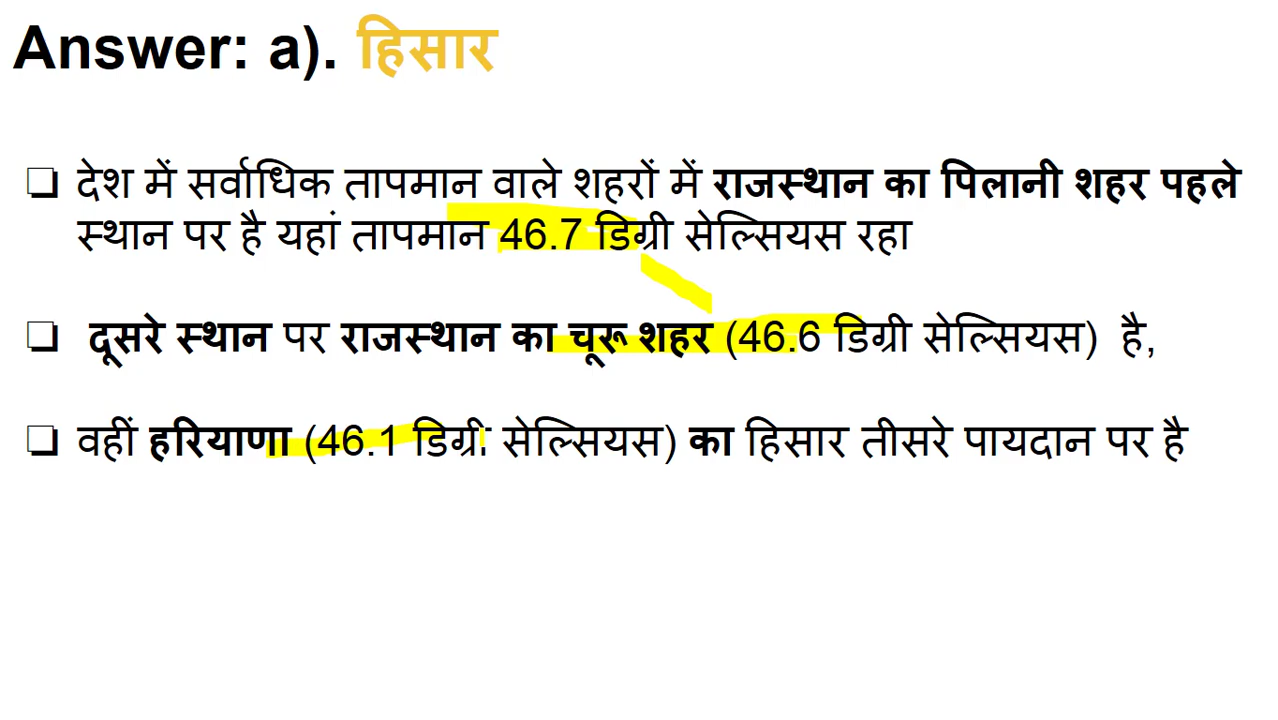 Answer: a). हिसार
❏ देश में सर्वाधिक तापमान वाले शहरों में राजस्थान का पिलानी शहर पहले
स्थान पर है यहां तापमान 46.7 डिग्री सेल्सियस रहा
❏ दूसरे स्थान पर राजस्थान का चूरू शहर (46.6 डिग्री सेल्सियस) है,
❏ वहीं हरियाणा (46.1 डिग्री सेल्सियस) का हिसार तीसरे पायदान पर है